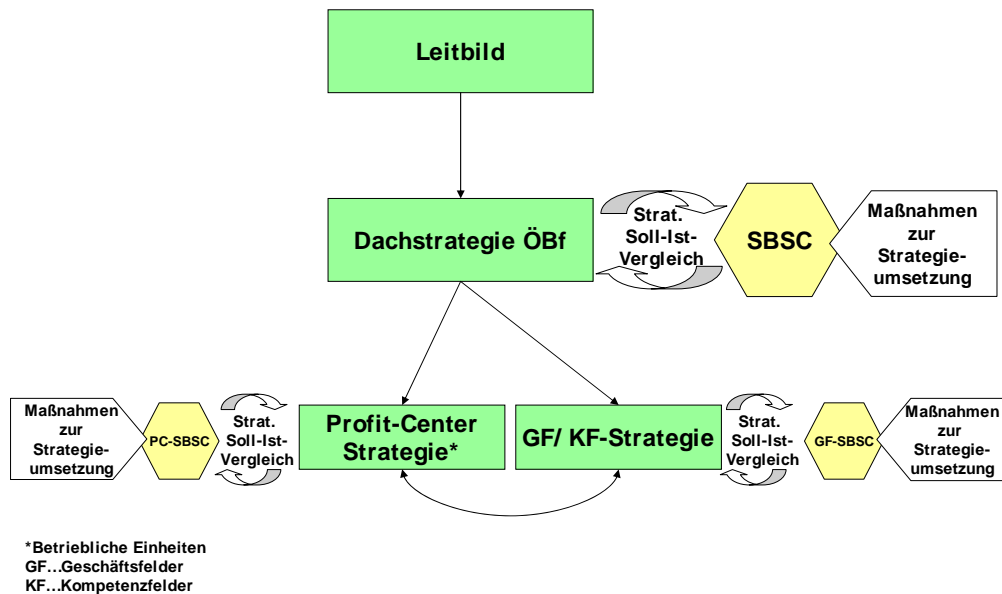 Leitbild
Dachstrategie ÖBf
Strat.
Soll-Ist-
Vergleich
SBSC
Maßnahmen
zur
Strategie-
umsetzung
Maßnahmen
zur
Strategie-
umsetzung
PC-SBSC
Strat.
Soll-Ist-
Vergleich
Profit-Center
Strategie*
GF/ KF-Strategie
Strat.
Soll-Ist-
Vergleich
GF-SBSC
Maßnahmen
zur
Strategie-
umsetzung
*Betriebliche Einheiten
GF...Geschäftsfelder
KF...Kompetenzfelder